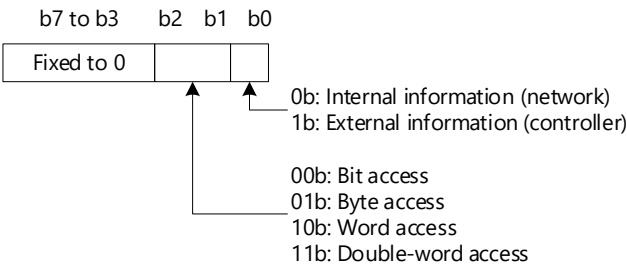 b7 to b3 b2 b1 b0
Fixed to 0
0b: Internal information (network)
1b: External information (controller)
00b: Bit access
01b: Byte access
10b: Word access
11b: Double-word access